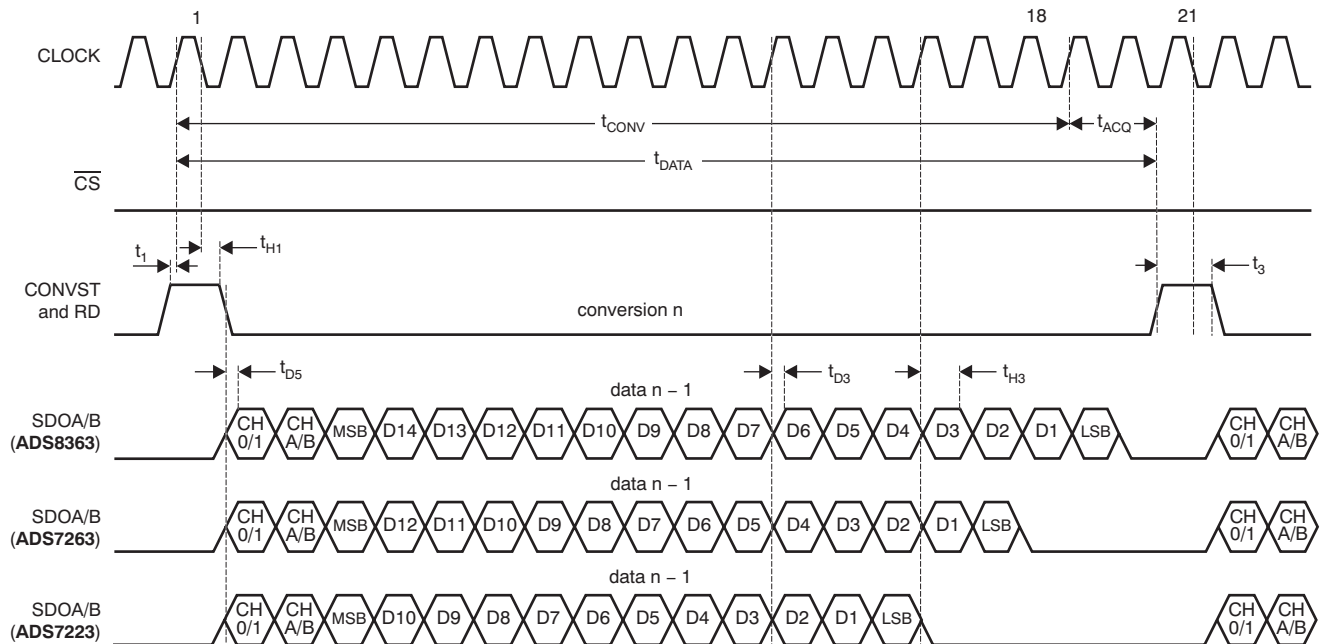 1 18 21
CLOCK
tCONV tACQ
tDATA
CS
t1 tH1 t3
CONVST
and RD
conversion n
tD5 tD3 tH3
data n − 1
SDOA/B
(ADS8363)
CH 0/1 CH A/B MSB D14 D13 D12 D11 D10 D9 D8 D7 D6 D5 D4 D3 D2 D1 LSB CH 0/1 CH A/B
data n − 1
SDOA/B
(ADS7263)
CH 0/1 CH A/B MSB D12 D11 D10 D9 D8 D7 D6 D5 D4 D3 D2 D1 LSB CH 0/1 CH A/B
data n − 1
SDOA/B
(ADS7223)
CH 0/1 CH A/B MSB D10 D9 D8 D7 D6 D5 D4 D3 D2 D1 LSB CH 0/1 CH A/B